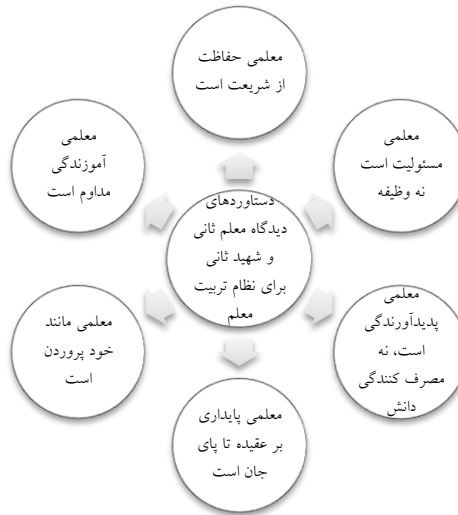 معلمی حفاظت
از شریعت است
معلمی
مسئولیت است
نه وظیفه
معلمی
پدیدآورندگی
است، نه
مصرف کنندگی
دانش
معلمی پایداری
بر عقیده تا پای
جان است
معلمی مانند
خود پروردن
است
معلمی
آموزندگی
مداوم است
دستاوردهای
دیدگاه معلم ثانی
و شهید ثانی
برای نظام تربیت
معلم